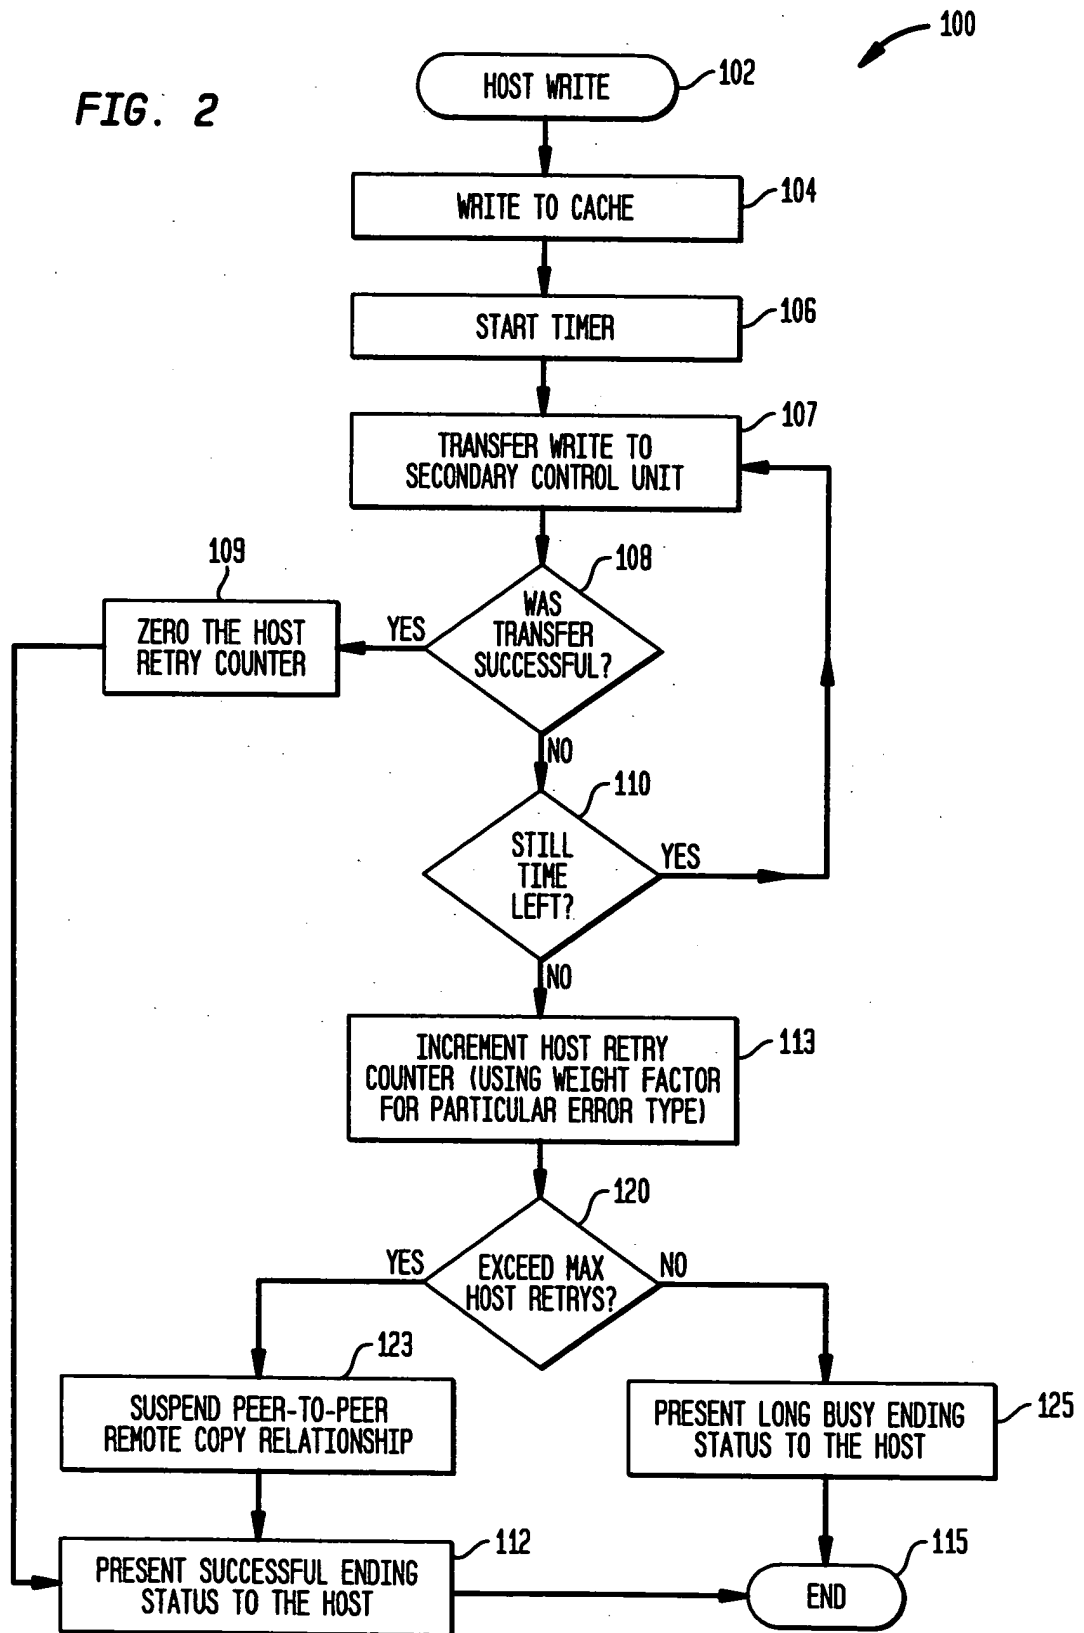 100
FIG. 2
HOST WRITE
102
WRITE TO CACHE
104
START TIMER
106
TRANSFER WRITE TO
SECONDARY CONTROL UNIT
107
109
ZERO THE HOST
RETRY COUNTER
YES
WAS
TRANSFER
SUCCESSFUL?
108
NO
STILL
TIME
LEFT?
110
YES
NO
INCREMENT HOST RETRY
COUNTER (USING WEIGHT FACTOR
FOR PARTICULAR ERROR TYPE)
113
EXCEED MAX
HOST RETRYS?
120
YES
NO
123
SUSPEND PEER-TO-PEER
REMOTE COPY RELATIONSHIP
PRESENT LONG BUSY ENDING
STATUS TO THE HOST
125
PRESENT SUCCESSFUL ENDING
STATUS TO THE HOST
112
END
115